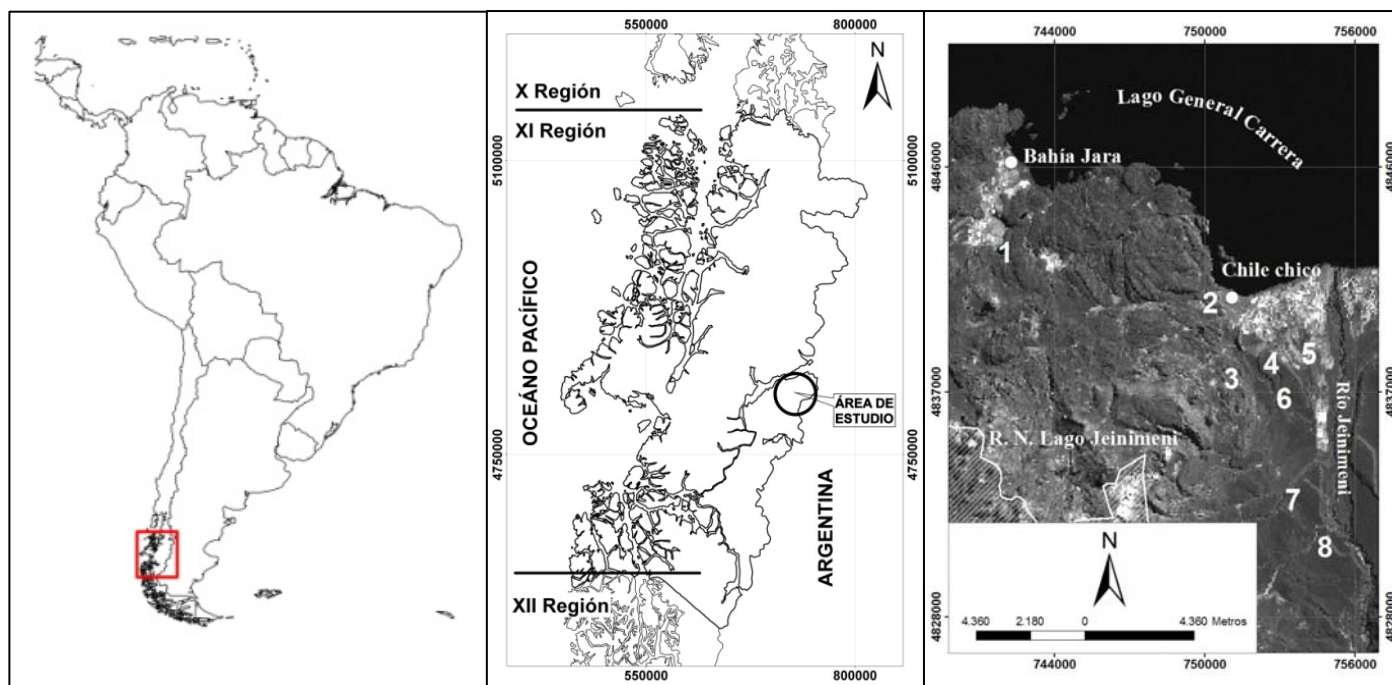 550000
800000
N
X Región
XI Región
5100000
5100000
OCEÁNO PACÍFICO
ÁREA DE
ESTUDIO
4750000
4750000
ARGENTINA
XII Región
550000
800000
744000
750000
756000
Lago General Carrera
4846000
4846000
Bahía Jara
1
Chile chico
2
3
4
5
6
4837000
4837000
R. N. Lago Jeinimeni
Río Jeinimeni
7
8
N
4.360
2.180
0
4.360 Metros
4828000
4828000
744000
750000
756000